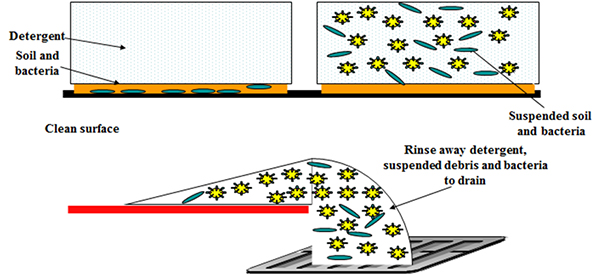 Detergent
Soil and
bacteria
Suspended soil
and bacteria
Clean surface
Rinse away detergent,
suspended debris and bacteria
to drain